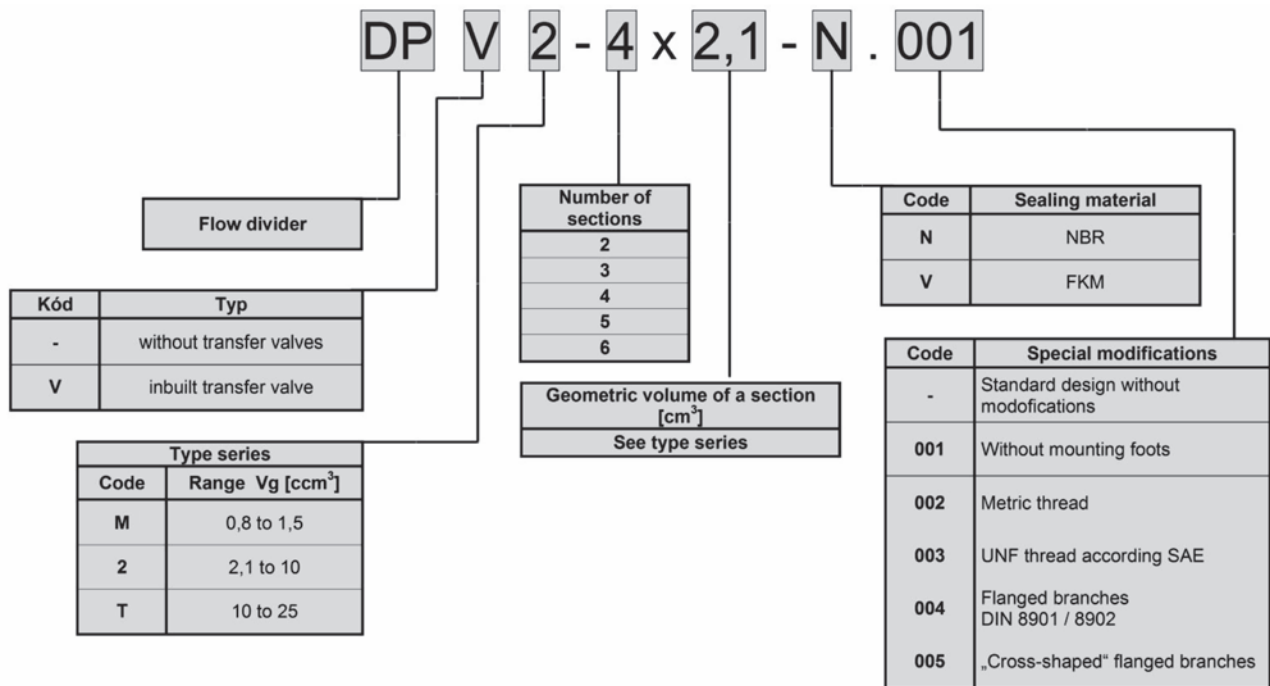 DP V 2 - 4 x 2,1 - N . 001
Flow divider
Kód Typ
- without transfer valves
V inbuilt transfer valve
Type series
Code Range Vg [ccm³]
M 0,8 to 1,5
2 2,1 to 10
T 10 to 25
Number of
sections
2
3
4
5
6
Geometric volume of a section
[cm³]
See type series
Code Sealing material
N NBR
V FKM
Code Special modifications
- Standard design without
modofications
001 Without mounting foots
002 Metric thread
003 UNF thread according SAE
004 Flanged branches
DIN 8901 / 8902
005 „Cross-shaped“ flanged branches